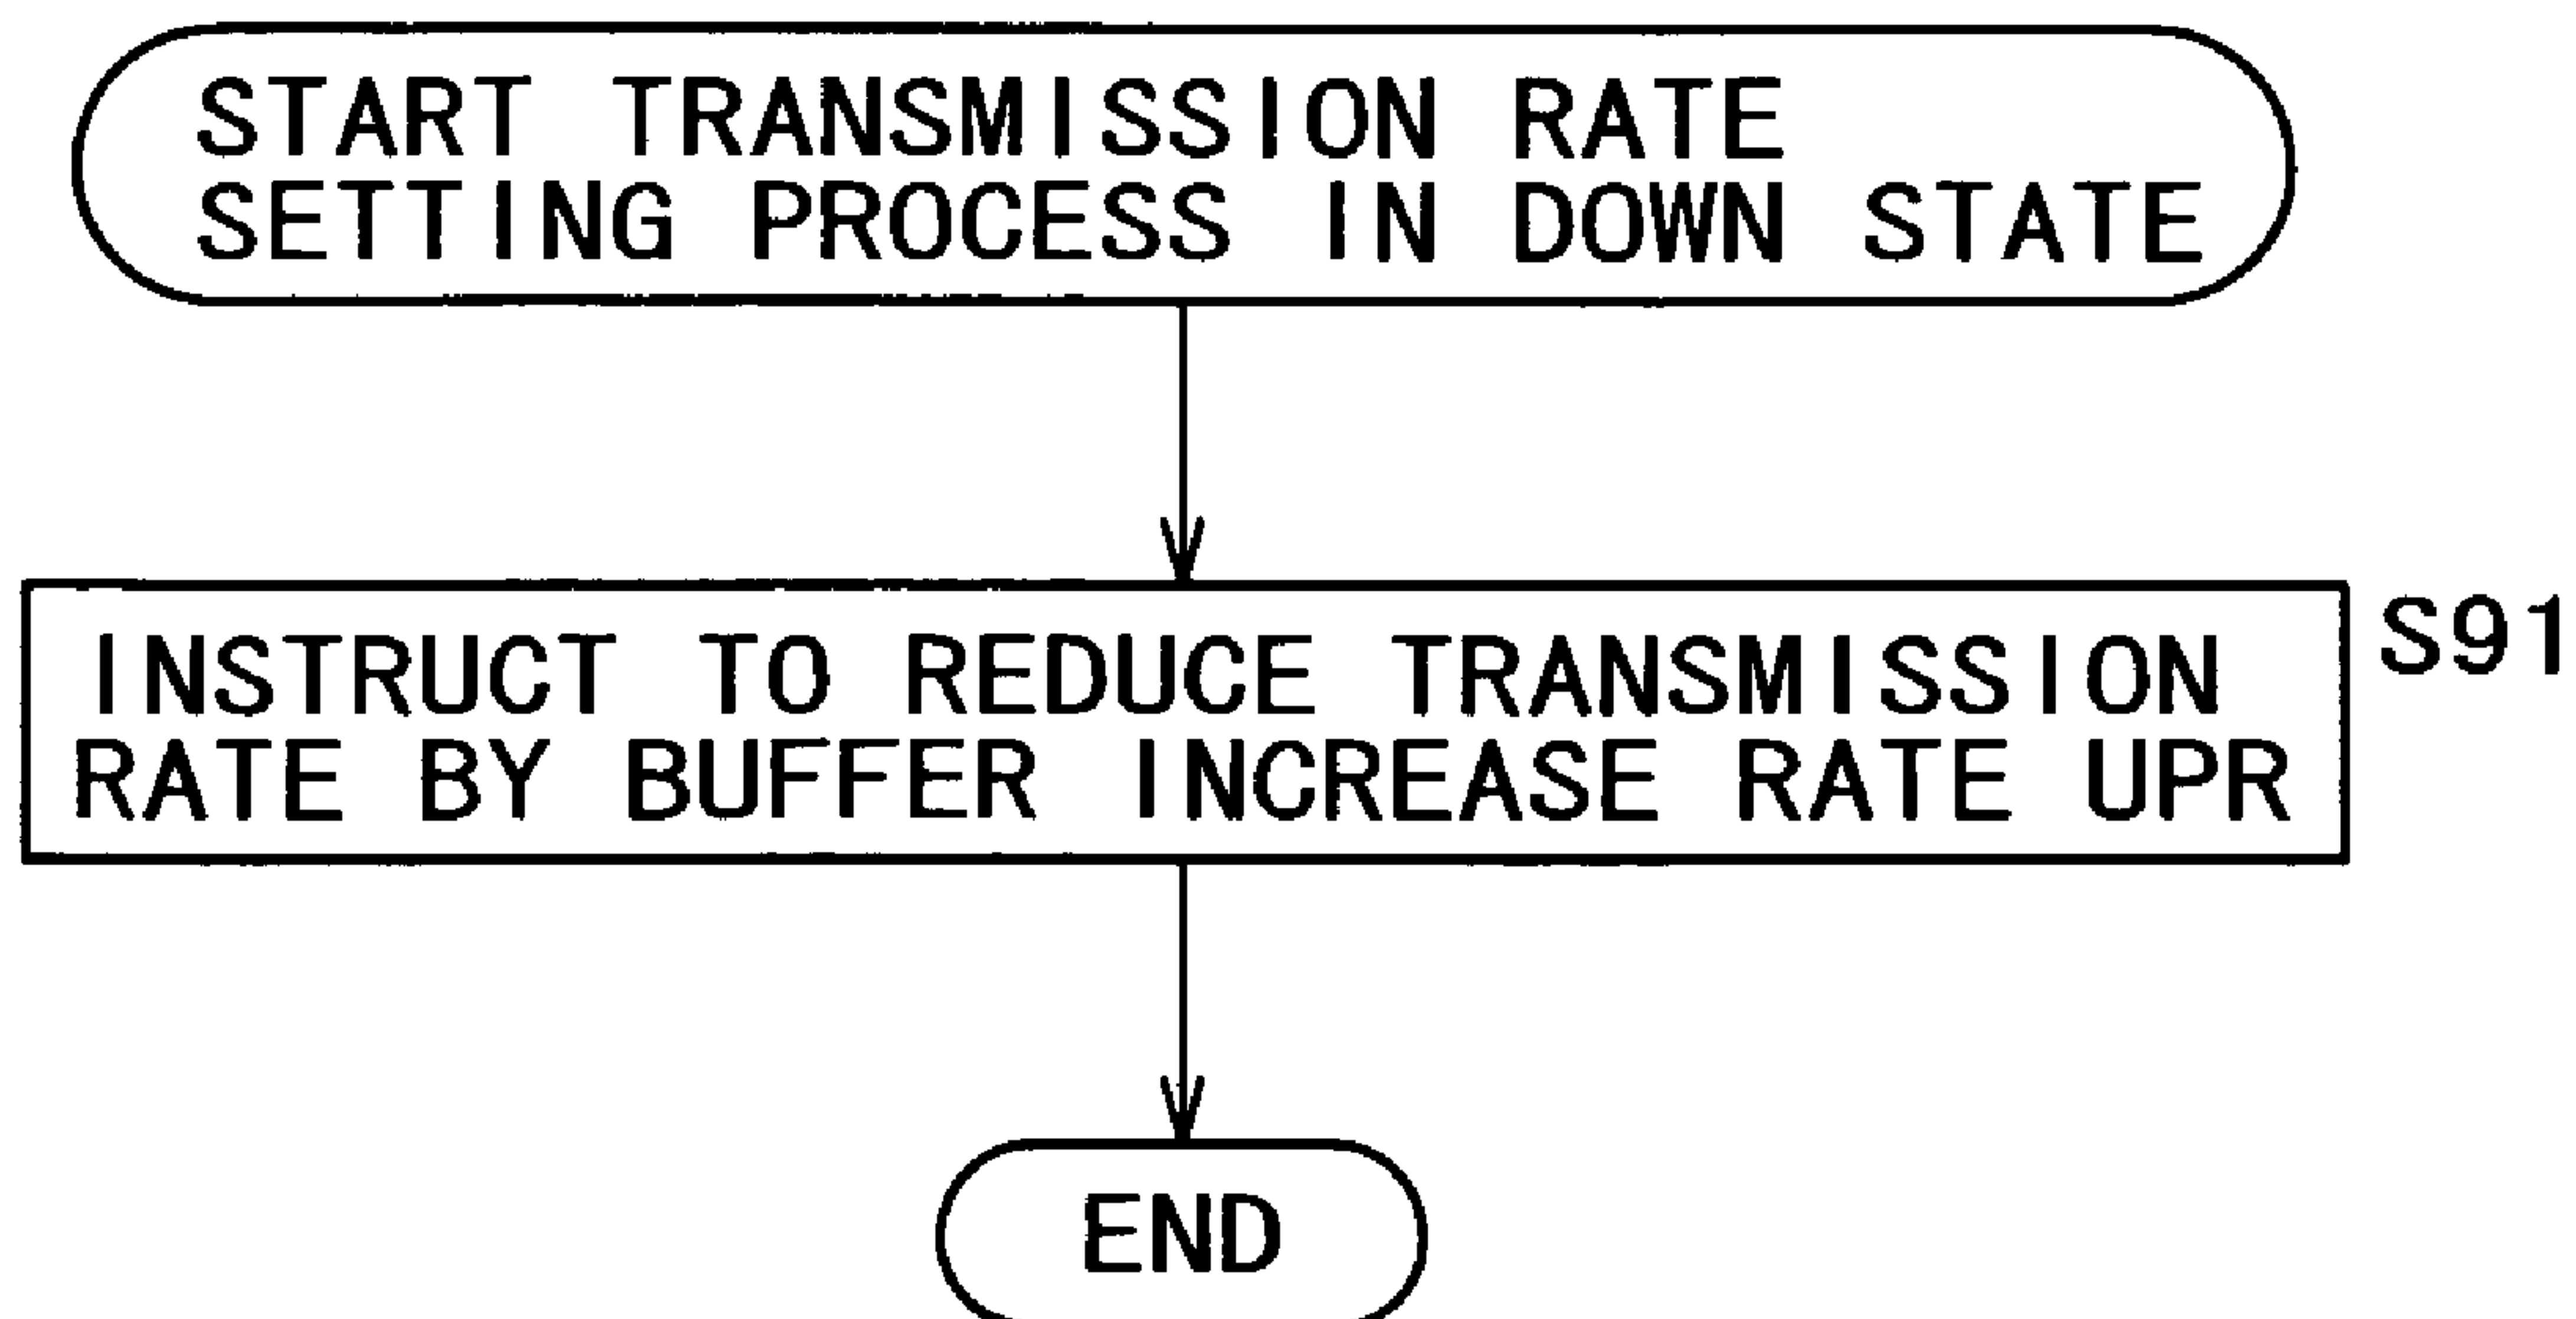 START TRANSMISSION RATE
SETTING PROCESS IN DOWN STATE
INSTRUCT TO REDUCE TRANSMISSION
RATE BY BUFFER INCREASE RATE UPR
S91
END